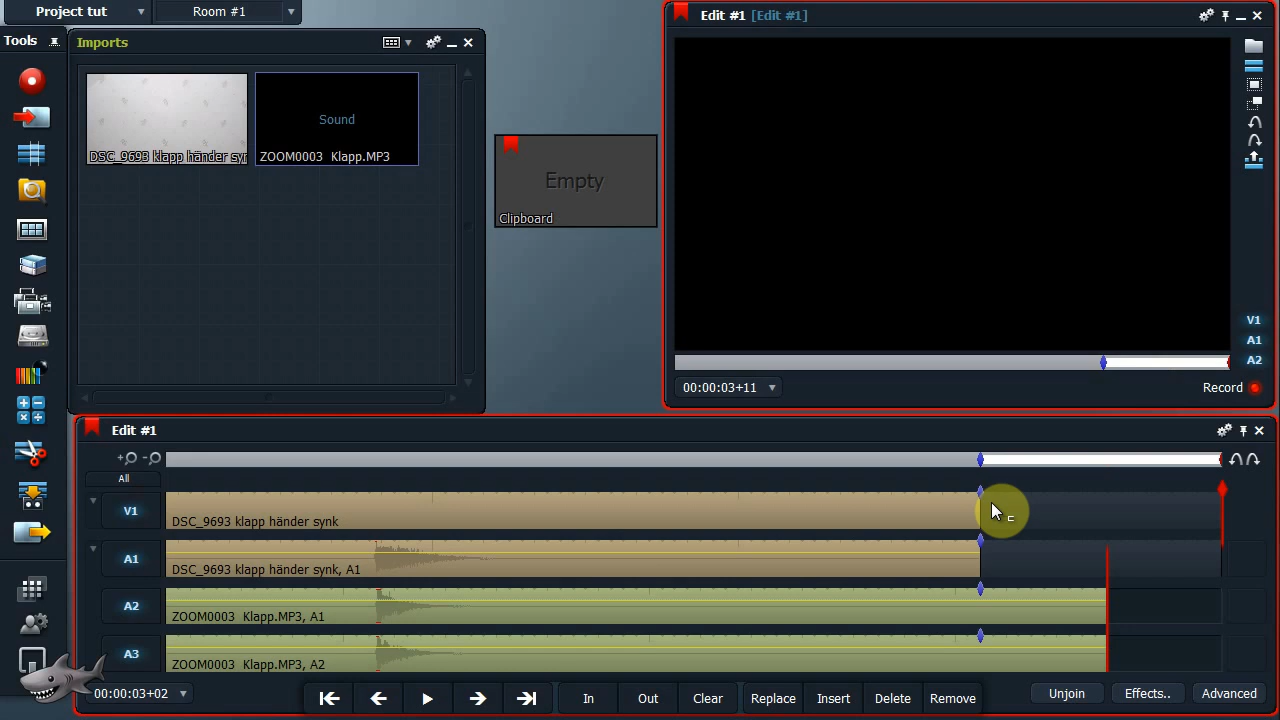 Project tut
Room #1
Tools
Imports
DSC_9693 klapp händer syn
Sound
ZOOM0003 Klapp.MP3
Empty
Clipboard
Edit #1 [Edit #1]
V1
A1
A2
00:00:03+11
Record
Edit #1
All
V1
DSC_9693 klapp händer synk
A1
DSC_9693 klapp händer synk, A1
A2
ZOOM0003 Klapp.MP3, A1
A3
ZOOM0003 Klapp.MP3, A2
00:00:03+02
In
Out
Clear
Replace
Insert
Delete
Remove
Unjoin
Effects..
Advanced